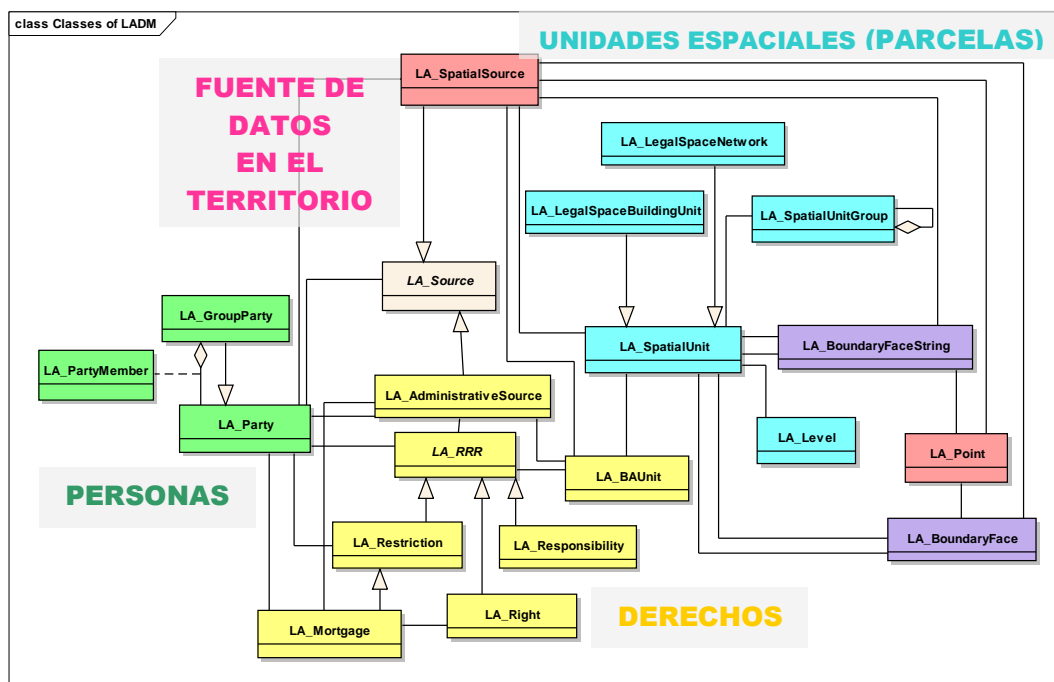 class Classes of LADM
UNIDADES ESPACIALES (PARCELAS)
LA_SpatialSource
FUENTE DE
DATOS
EN EL
TERRITORIO
LA_LegalSpaceNetwork
LA_LegalSpaceBuildingUnit
LA_SpatialUnitGroup
LA_Source
LA_GroupParty
LA_SpatialUnit
LA_BoundaryFaceString
LA_PartyMember
LA_AdministrativeSource
LA_Party
LA_Level
LA_RRR
LA_Point
LA_BAUnit
PERSONAS
LA_Restriction
LA_Responsibility
LA_BoundaryFace
LA_Right
DERECHOS
LA_Mortgage